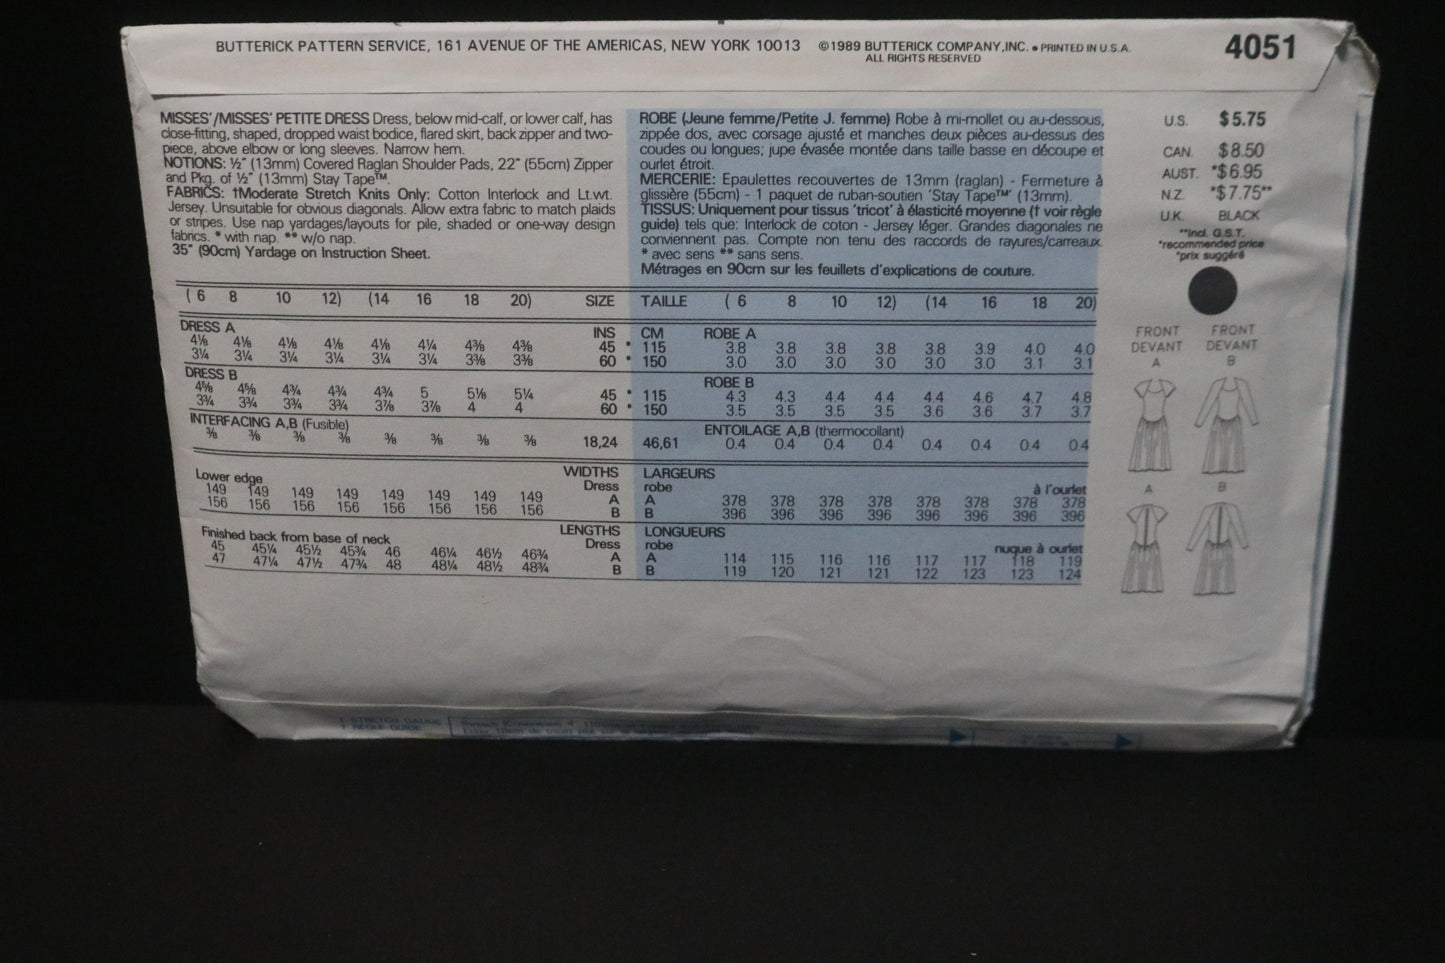 BUTTERICK PATTERN SERVICE, 161 AVENUE OF THE AMERICAS, NEW YORK 10013 ©1989 BUTTERICK COMPANY,INC. • PRINTED IN U.S.A.
ALL RIGHTS RESERVED
4051
MISSES'/MISSES' PETITE DRESS Dress, below mid-calf, or lower calf, has
close-fitting, shaped, dropped waist bodice, flared skirt, back zipper and two-
piece, above elbow or long sleeves. Narrow hem.
NOTIONS: ½" (13mm) Covered Raglan Shoulder Pads, 22" (55cm) Zipper
and Pkg. of ½" (13mm) Stay Tape™.
FABRICS: †Moderate Stretch Knits Only: Cotton Interlock and Lt.wt.
Jersey. Unsuitable for obvious diagonals. Allow extra fabric to match plaids
or stripes. Use nap yardages/layouts for pile, shaded or one-way design
fabrics. * with nap. ** w/o nap.
35" (90cm) Yardage on Instruction Sheet.
ROBE (Jeune femme/Petite J. femme) Robe à mi-mollet ou au-dessous,
zippée dos, avec corsage ajusté et manches deux pièces au-dessus des
coudes ou longues; jupe évasée montée dans taille basse en découpe et
ourlet étroit.
MERCERIE: Epaulettes recouvertes de 13mm (raglan) - Fermeture à
glissière (55cm) - 1 paquet de ruban-soutien 'Stay Tape™' (13mm).
TISSUS: Uniquement pour tissus 'tricot' à élasticité moyenne († voir règle
guide) tels que: Interlock de coton - Jersey léger. Grandes diagonales ne
conviennent pas. Compte non tenu des raccords de rayures/carreaux.
* avec sens ** sans sens.
Métrages en 90cm sur les feuillets d'explications de couture.
U.S. $5.75
CAN. $8.50
AUST. *$6.95
N.Z. *$7.75**
U.K. BLACK
**Incl. G.S.T.
*recommended price
*prix suggéré
( 6 8 10 12) (14 16 18 20) SIZE TAILLE ( 6 8 10 12) (14 16 18 20)
DRESS A INS CM ROBE A
4⅛ 4⅛ 4⅛ 4⅛ 4⅛ 4¼ 4⅜ 4⅜ 45 * 115 3.8 3.8 3.8 3.8 3.8 3.9 4.0 4.0
3¼ 3¼ 3¼ 3¼ 3¼ 3¼ 3⅜ 3⅜ 60 * 150 3.0 3.0 3.0 3.0 3.0 3.0 3.1 3.1
DRESS B ROBE B
4⅝ 4⅝ 4¾ 4¾ 4¾ 5 5⅛ 5¼ 45 * 115 4.3 4.3 4.4 4.4 4.4 4.6 4.7 4.8
3¾ 3¾ 3¾ 3¾ 3⅞ 3⅞ 4 4 60 * 150 3.5 3.5 3.5 3.5 3.6 3.6 3.7 3.7
INTERFACING A,B (Fusible) ENTOILAGE A,B (thermocollant)
⅜ ⅜ ⅜ ⅜ ⅜ ⅜ ⅜ ⅜ 18,24 46,61 0.4 0.4 0.4 0.4 0.4 0.4 0.4 0.4
WIDTHS LARGEURS
Lower edge Dress robe à l'ourlet
149 149 149 149 149 149 149 149 A A 378 378 378 378 378 378 378 378
156 156 156 156 156 156 156 156 B B 396 396 396 396 396 396 396 396
LENGTHS LONGUEURS
Finished back from base of neck Dress robe nuque à ourlet
45 45¼ 45½ 45¾ 46 46¼ 46½ 46¾ A A 114 115 116 116 117 117 118 119
47 47¼ 47½ 47¾ 48 48¼ 48½ 48¾ B B 119 120 121 121 122 123 123 124
FRONT FRONT
DEVANT DEVANT
A B
A B